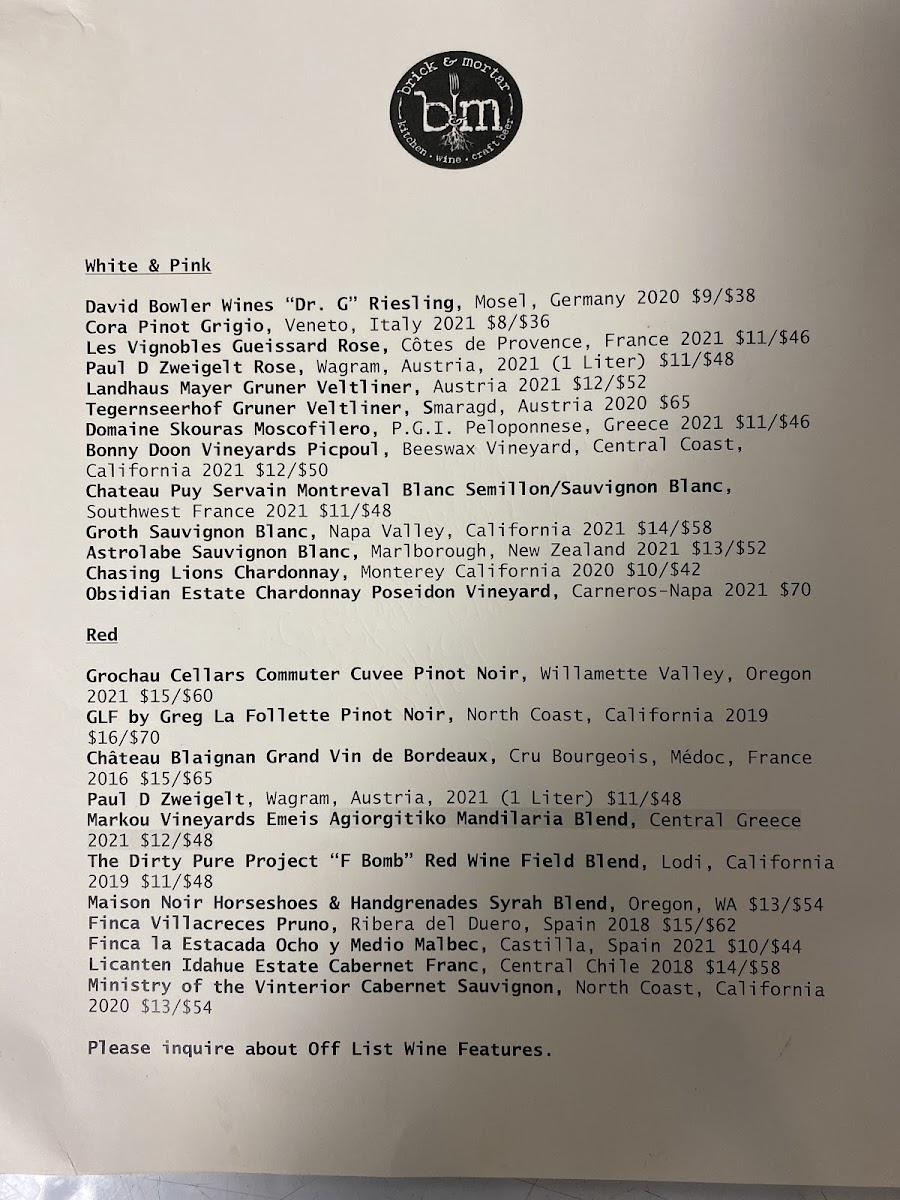 brick & mortar
b&m
kitchen • wine • craft beer
White & Pink
David Bowler Wines “Dr. G” Riesling, Mosel, Germany 2020 $9/$38
Cora Pinot Grigio, Veneto, Italy 2021 $8/$36
Les Vignobles Gueissard Rose, Côtes de Provence, France 2021 $11/$46
Paul D Zweigelt Rose, Wagram, Austria, 2021 (1 Liter) $11/$48
Landhaus Mayer Gruner Veltliner, Austria 2021 $12/$52
Tegernseerhof Gruner Veltliner, Smaragd, Austria 2020 $65
Domaine Skouras Moscofilero, P.G.I. Peloponnese, Greece 2021 $11/$46
Bonny Doon Vineyards Picpoul, Beeswax Vineyard, Central Coast,
California 2021 $12/$50
Chateau Puy Servain Montreval Blanc Semillon/Sauvignon Blanc,
Southwest France 2021 $11/$48
Groth Sauvignon Blanc, Napa Valley, California 2021 $14/$58
Astrolabe Sauvignon Blanc, Marlborough, New Zealand 2021 $13/$52
Chasing Lions Chardonnay, Monterey California 2020 $10/$42
Obsidian Estate Chardonnay Poseidon Vineyard, Carneros-Napa 2021 $70
Red
Grochau Cellars Commuter Cuvee Pinot Noir, Willamette Valley, Oregon
2021 $15/$60
GLF by Greg La Follette Pinot Noir, North Coast, California 2019
$16/$70
Château Blaignan Grand Vin de Bordeaux, Cru Bourgeois, Médoc, France
2016 $15/$65
Paul D Zweigelt, Wagram, Austria, 2021 (1 Liter) $11/$48
Markou Vineyards Emeis Agiorgitiko Mandilaria Blend, Central Greece
2021 $12/$48
The Dirty Pure Project “F Bomb” Red Wine Field Blend, Lodi, California
2019 $11/$48
Maison Noir Horseshoes & Handgrenades Syrah Blend, Oregon, WA $13/$54
Finca Villacreces Pruno, Ribera del Duero, Spain 2018 $15/$62
Finca la Estacada Ocho y Medio Malbec, Castilla, Spain 2021 $10/$44
Licanten Idahue Estate Cabernet Franc, Central Chile 2018 $14/$58
Ministry of the Vinterior Cabernet Sauvignon, North Coast, California
2020 $13/$54
Please inquire about Off List Wine Features.